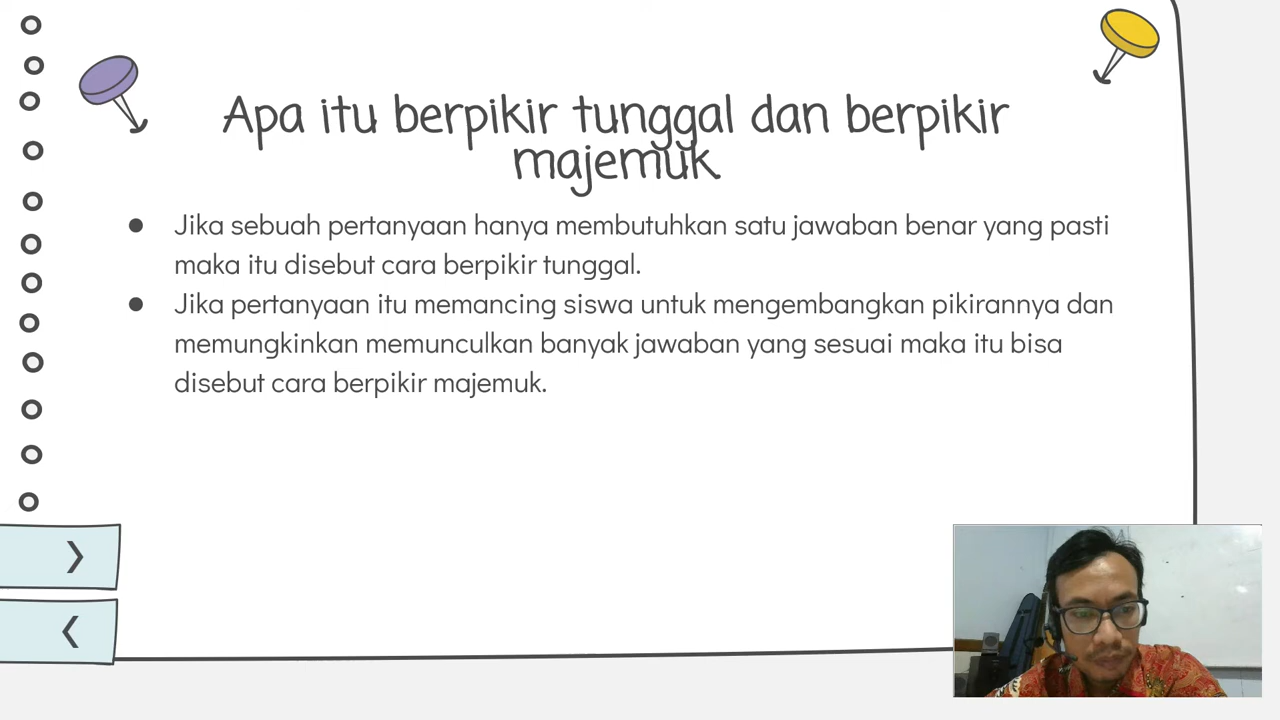 Apa itu berpikir tunggal dan berpikir
majemuk
Jika sebuah pertanyaan hanya membutuhkan satu jawaban benar yang pasti
maka itu disebut cara berpikir tunggal.
Jika pertanyaan itu memancing siswa untuk mengembangkan pikirannya dan
memungkinkan memunculkan banyak jawaban yang sesuai maka itu bisa
disebut cara berpikir majemuk.